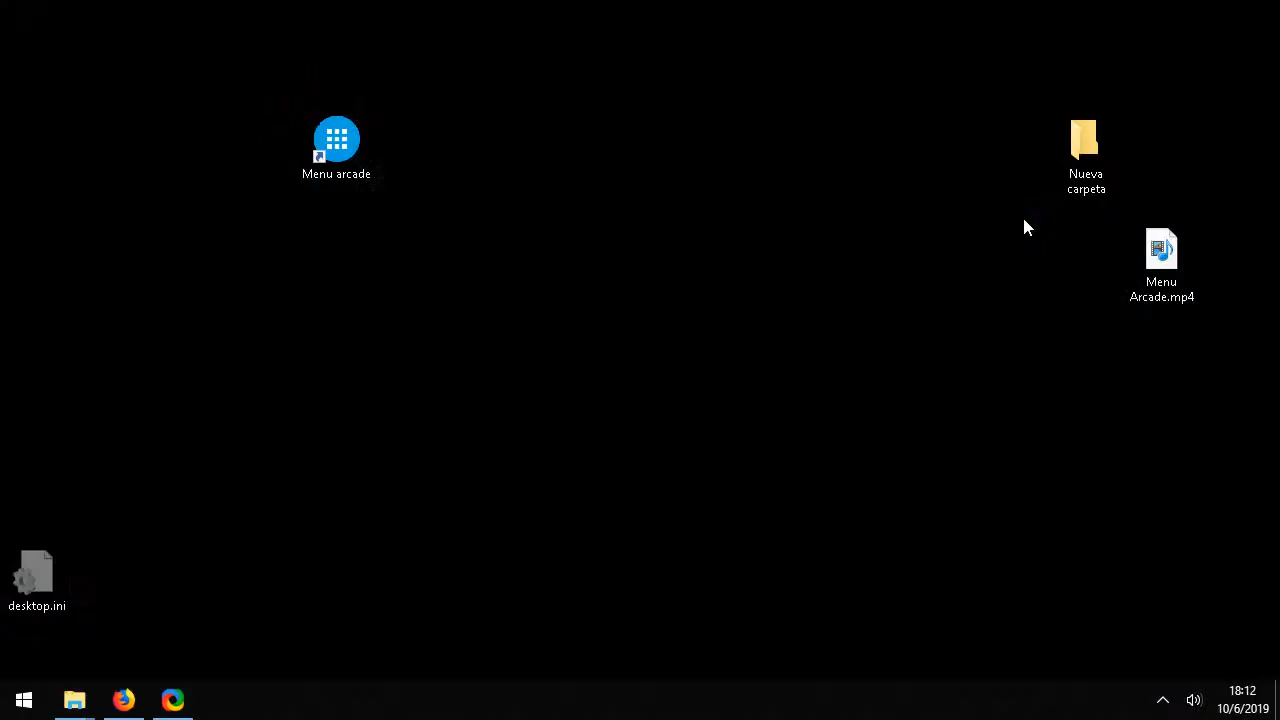 Menu arcade
Nueva
carpeta
Menu
Arcade.mp4
desktop.ini
18:12
10/6/2019